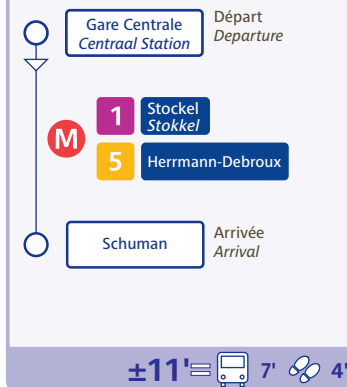 Gare Centrale
Centraal Station
Départ
Departure
M
1
Stockel
Stokkel
5
Herrmann-Debroux
Schuman
Arrivée
Arrival
±11'= 7' 4'